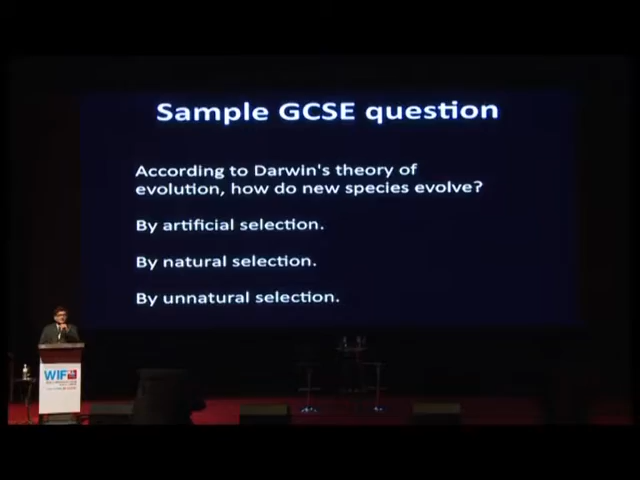 Sample GCSE question
According to Darwin's theory of
evolution, how do new species evolve?
By artificial selection.
By natural selection.
By unnatural selection.
WIF